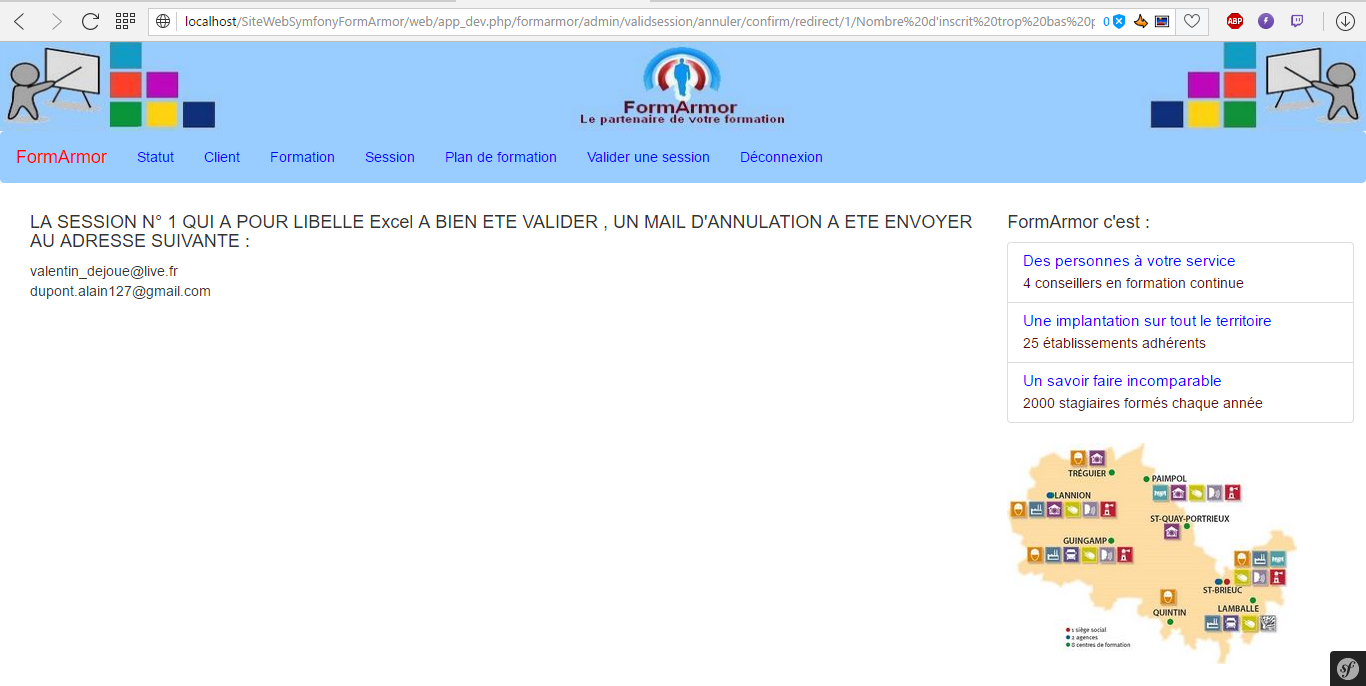 localhost/SiteWebSymfonyFormArmor/web/app_dev.php/formarmor/admin/validsession/annuler/confirm/redirect/1/Nombre%20d'inscrit%20trop%20bas%20p
0
ABP
FormArmor
Le partenaire de votre formation
FormArmor Statut Client Formation Session Plan de formation Valider une session Déconnexion
LA SESSION N° 1 QUI A POUR LIBELLE Excel A BIEN ETE VALIDER , UN MAIL D'ANNULATION A ETE ENVOYER
AU ADRESSE SUIVANTE :
valentin_dejoue@live.fr
dupont.alain127@gmail.com
FormArmor c'est :
Des personnes à votre service
4 conseillers en formation continue
Une implantation sur tout le territoire
25 établissements adhérents
Un savoir faire incomparable
2000 stagiaires formés chaque année
TRÉGUIER
PAIMPOL
LANNION
ST-QUAY-PORTRIEUX
GUINGAMP
ST-BRIEUC
QUINTIN
LAMBALLE
1 siège social
2 agences
8 centres de formation
sf